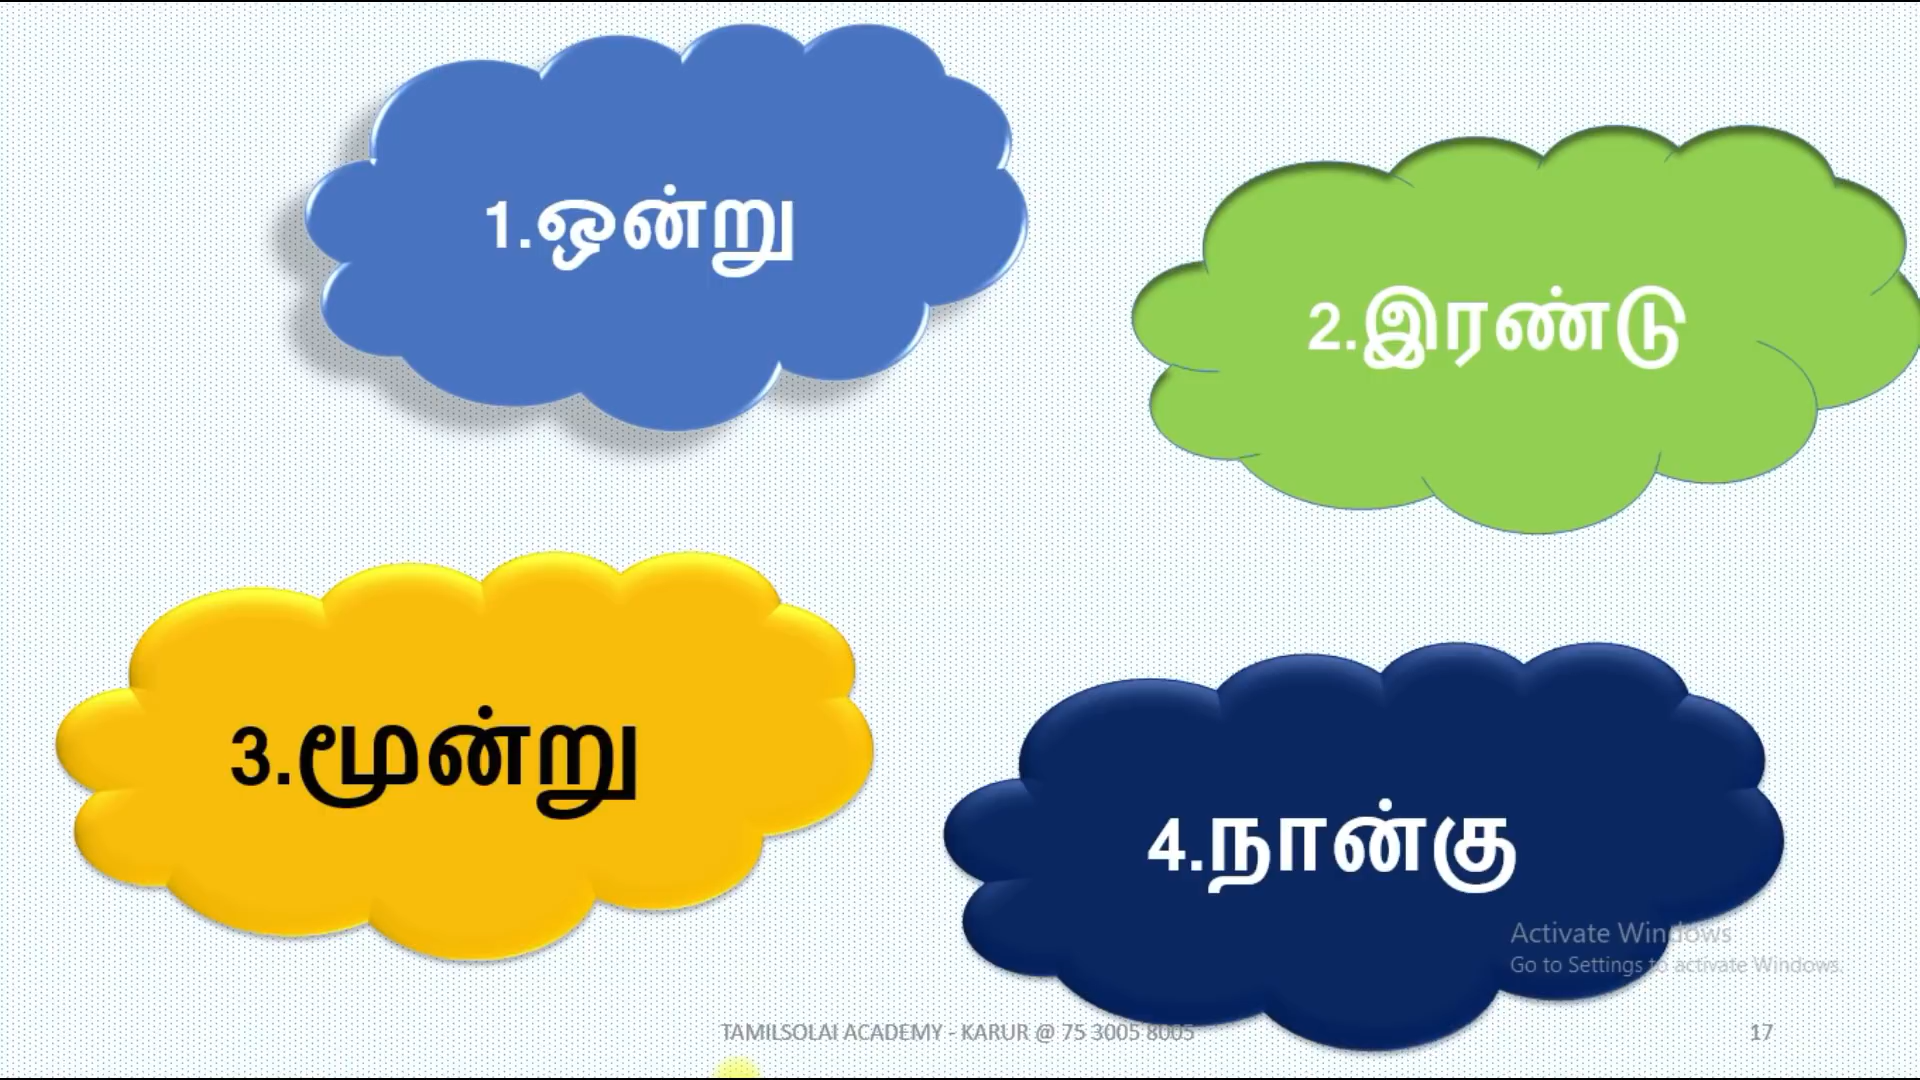 1.ஒன்று
2.இரண்டு
3.மூன்று
4.நான்கு
Activate Windows
Go to Settings to activate Windows.
TAMILSOLAI ACADEMY - KARUR @ 75 3005 8005
17